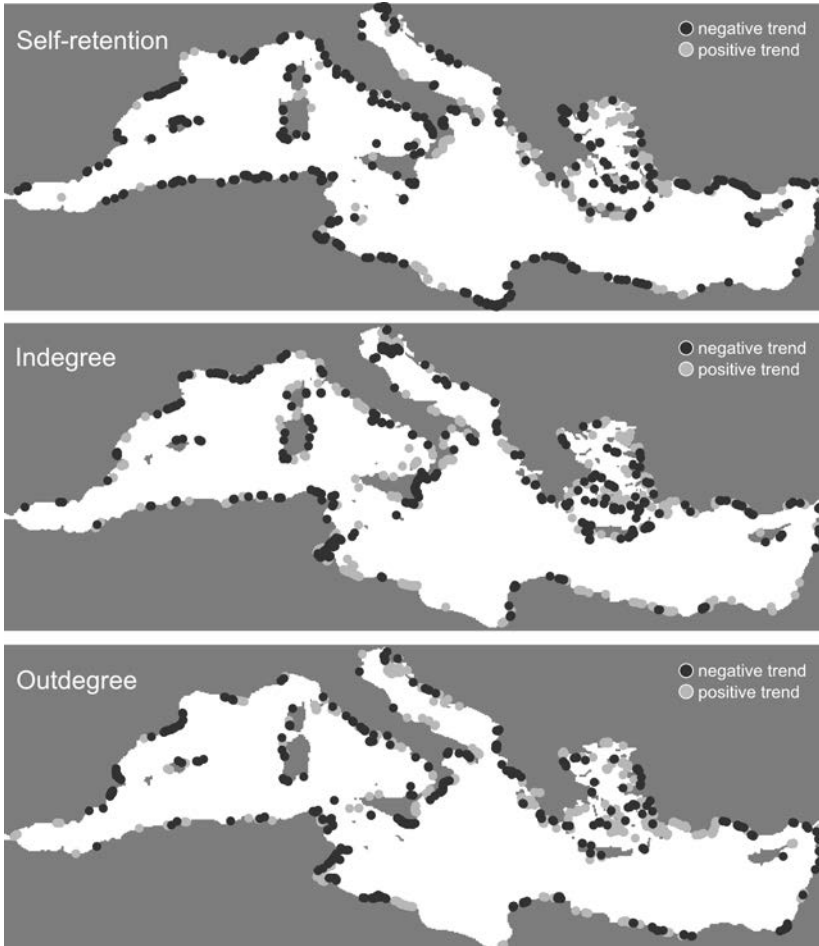 Self-retention
negative trend
positive trend
Indegree
negative trend
positive trend
Outdegree
negative trend
positive trend